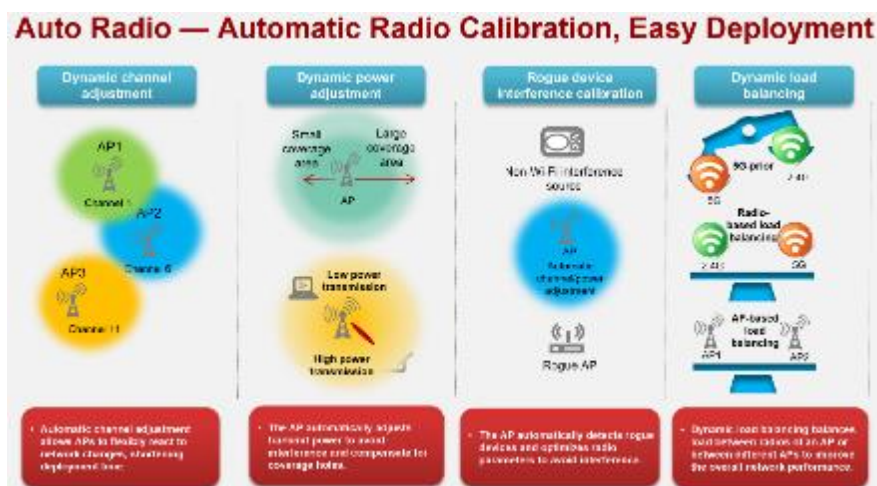 Auto Radio — Automatic Radio Calibration, Easy Deployment
Dynamic channel
adjustment
AP1
Channel 1
AP2
Channel 6
AP3
Channel 11
• Automatic channel adjustment
allows APs to flexibly react to
network changes, shortening
deployment time.
Dynamic power
adjustment
Small
coverage
area
Large
coverage
area
AP
Low power
transmission
High power
transmission
• The AP automatically adjusts
transmit power to avoid
interference and compensate for
coverage holes.
Rogue device
interference calibration
Non-Wi-Fi interference
source
AP
Automatic
channel/power
adjustment
Rogue AP
• The AP automatically detects rogue
devices and optimizes radio
parameters to avoid interference.
Dynamic load
balancing
5G-prior
2.4G
5G
Radio-
based load
balancing
2.4G
5G
AP-based
load
balancing
AP1
AP2
• Dynamic load balancing balances
load between radios of an AP or
between different APs to improve
the overall network performance.